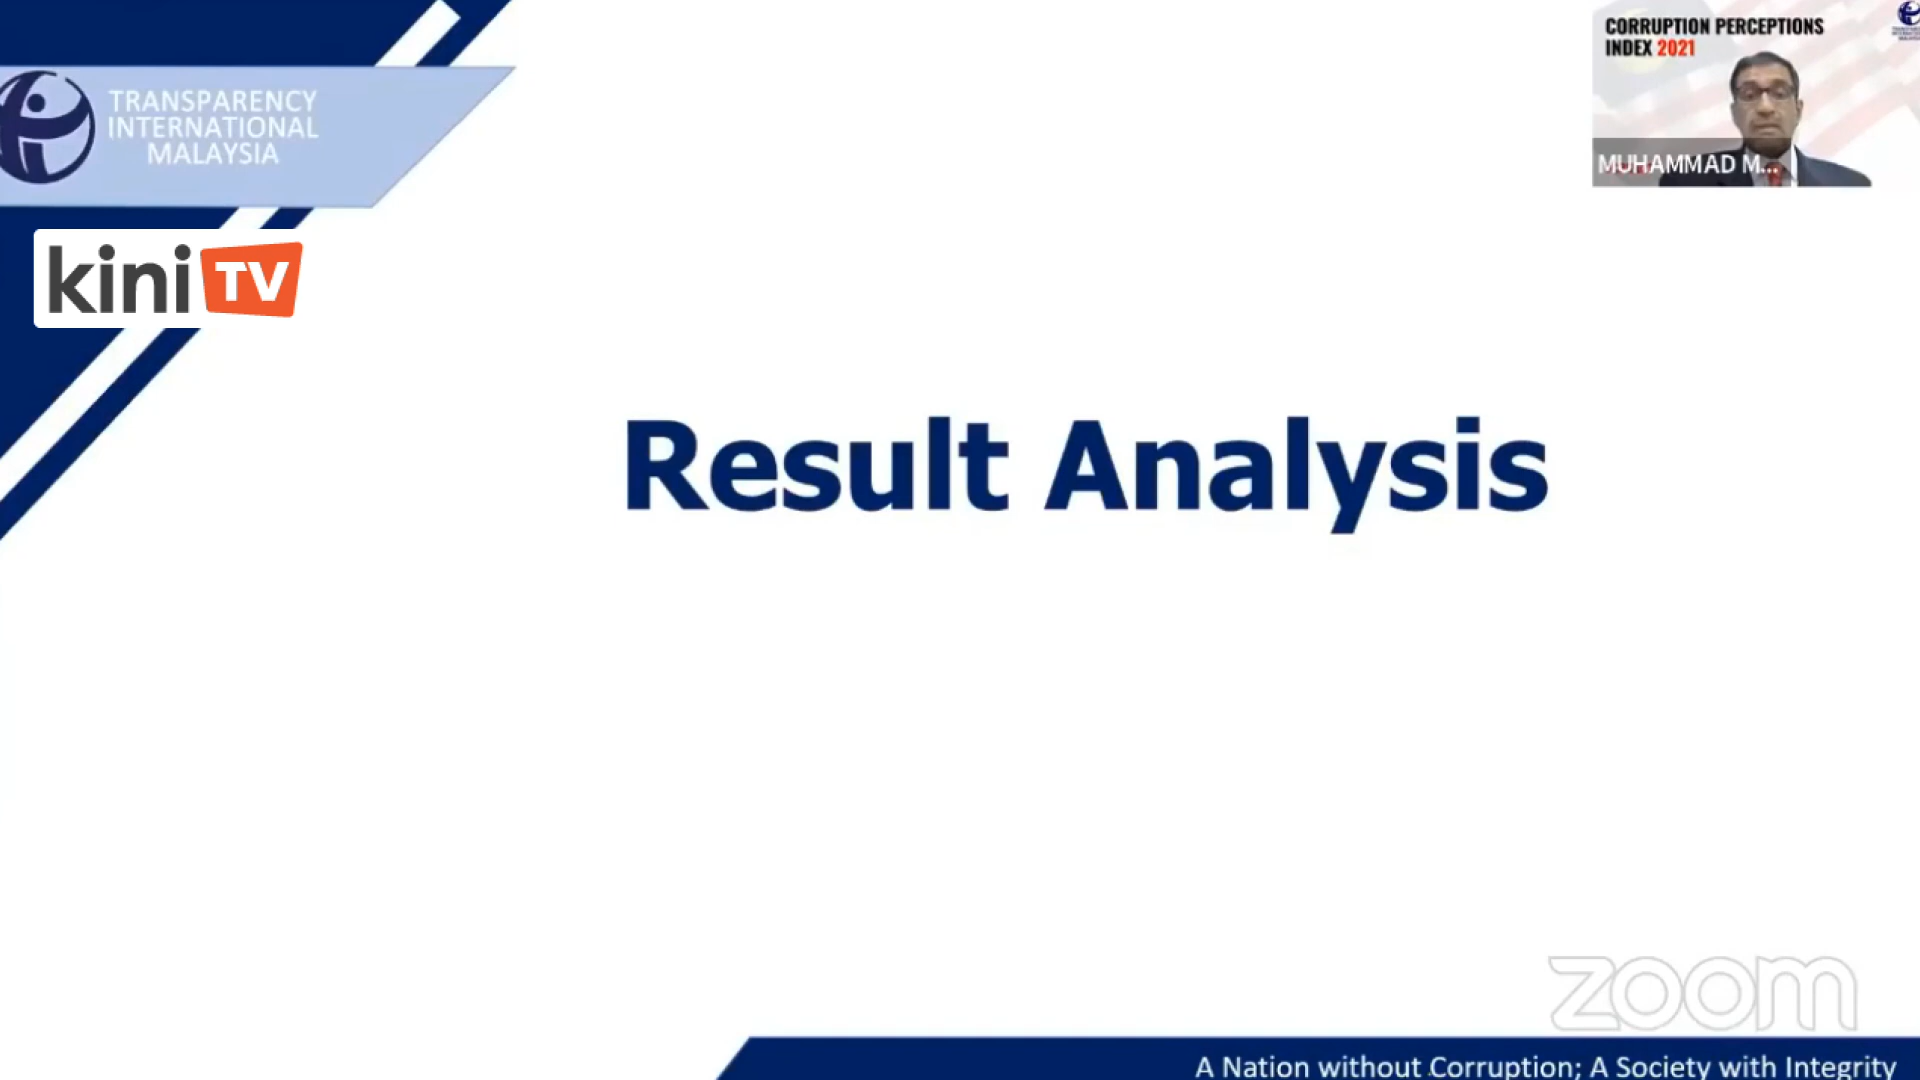 TRANSPARENCY
INTERNATIONAL
MALAYSIA
CORRUPTION PERCEPTIONS
INDEX 2021
MUHAMMAD M...
kini TV
Result Analysis
zoom
A Nation without Corruption; A Society with Integrity